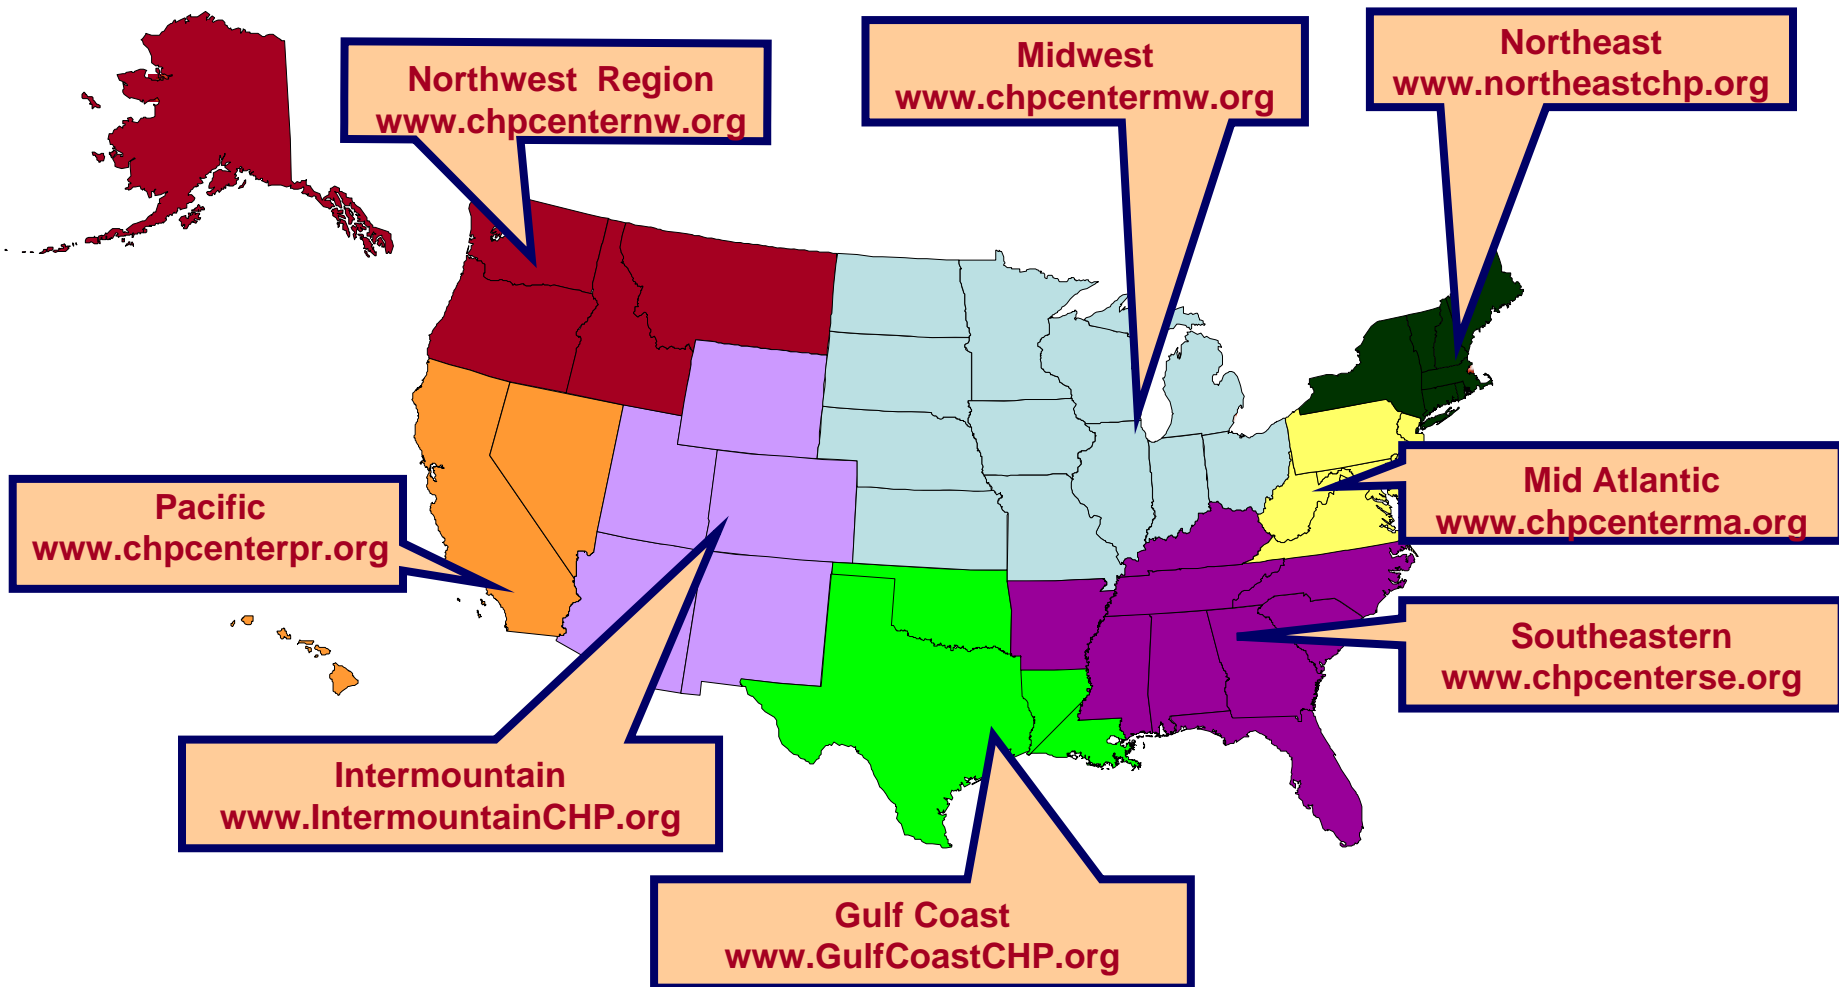 Northwest Region
www.chpcenternw.org
Midwest
www.chpcentermw.org
Northeast
www.northeastchp.org
Pacific
www.chpcenterpr.org
Mid Atlantic
www.chpcenterma.org
Southeastern
www.chpcenterse.org
Intermountain
www.IntermountainCHP.org
Gulf Coast
www.GulfCoastCHP.org